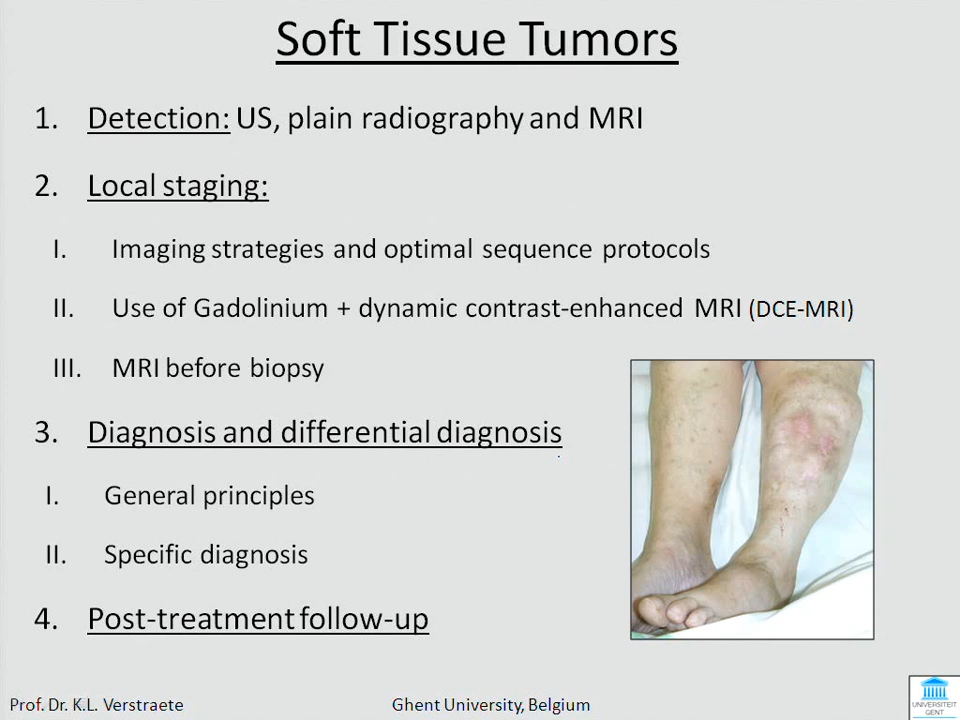 Soft Tissue Tumors
1. Detection: US, plain radiography and MRI
2. Local staging:
I. Imaging strategies and optimal sequence protocols
II. Use of Gadolinium + dynamic contrast-enhanced MRI (DCE-MRI)
III. MRI before biopsy
3. Diagnosis and differential diagnosis
I. General principles
II. Specific diagnosis
4. Post-treatment follow-up
Prof. Dr. K.L. Verstraete
Ghent University, Belgium
UNIVERSITEIT
GENT